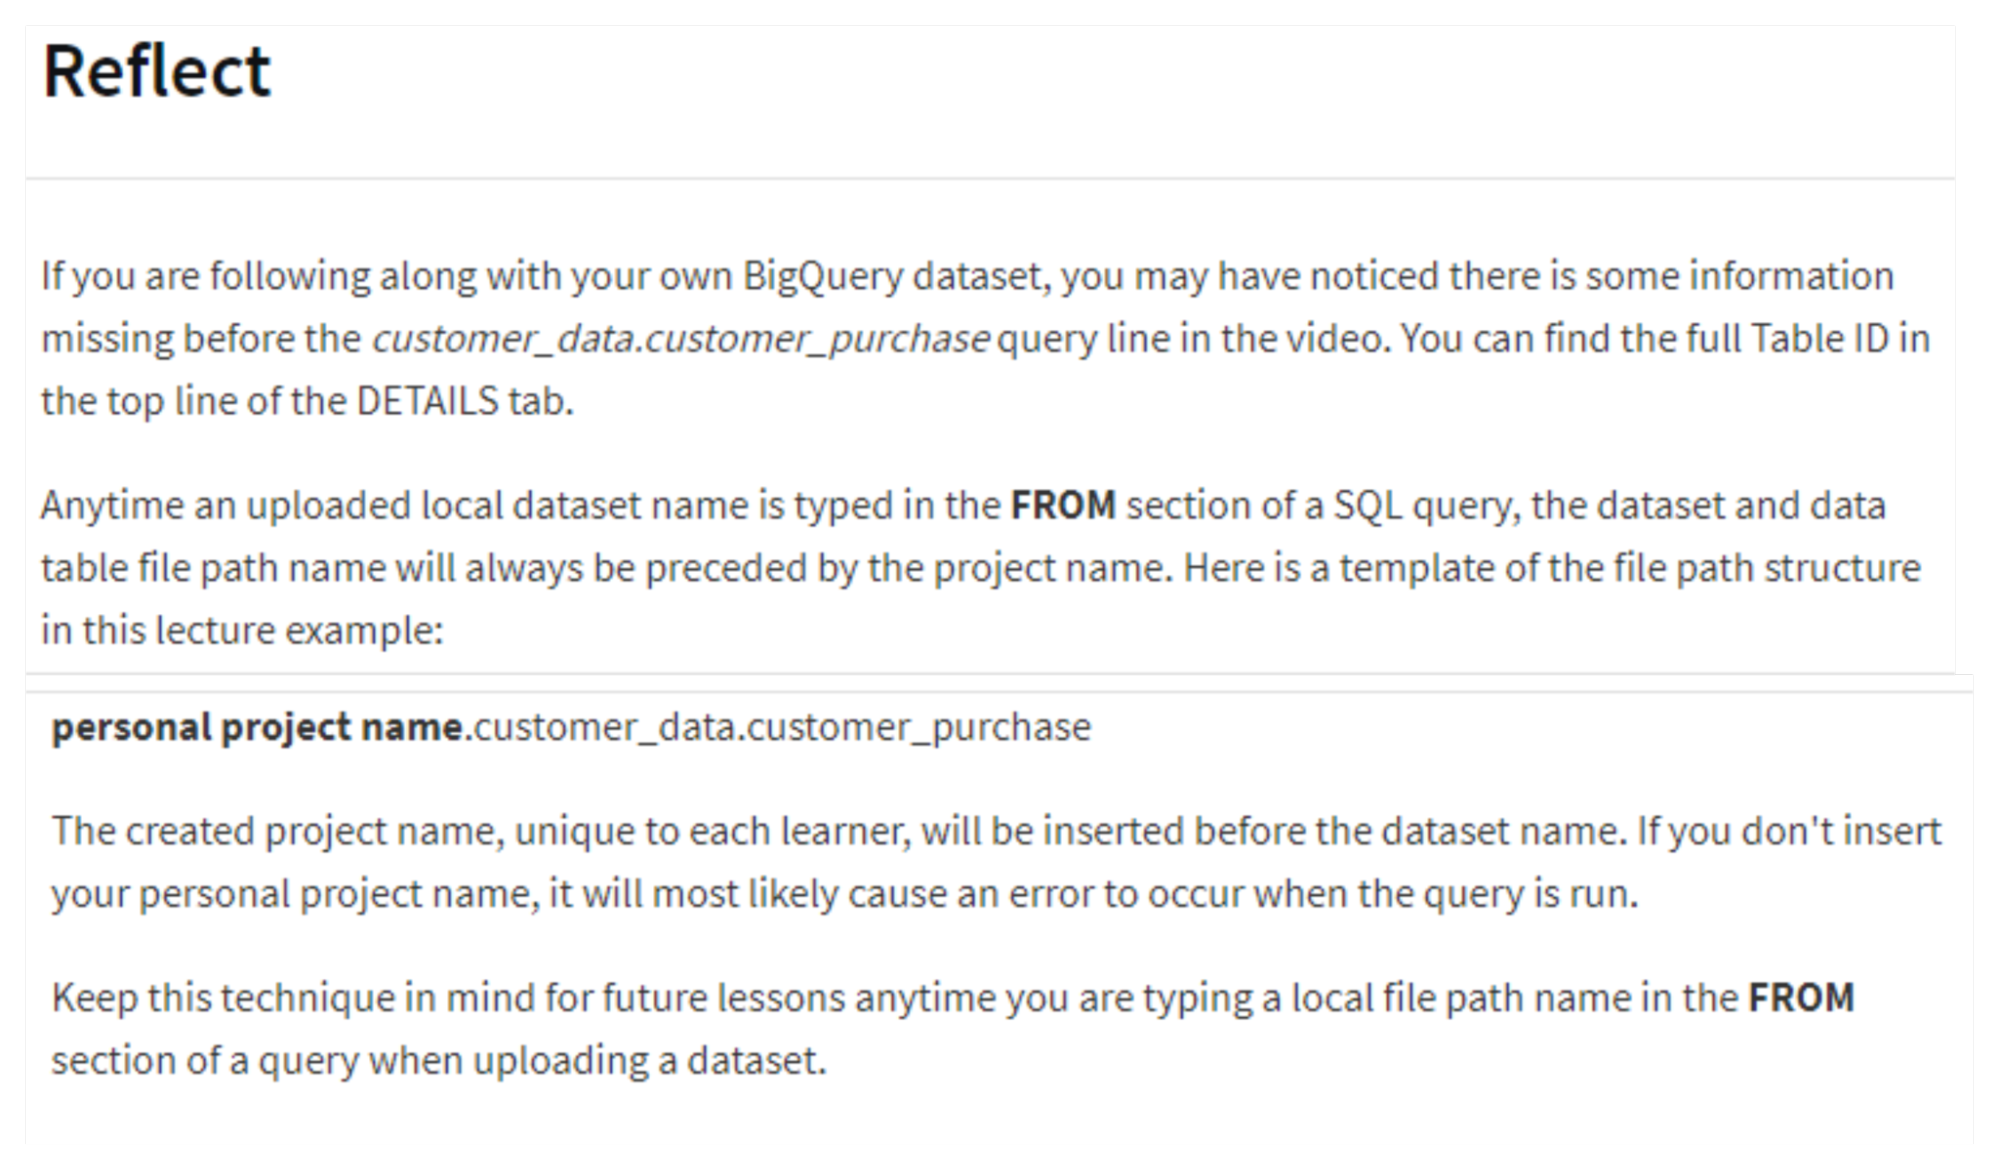 Reflect
If you are following along with your own BigQuery dataset, you may have noticed there is some information
missing before the customer_data.customer_purchase query line in the video. You can find the full Table ID in
the top line of the DETAILS tab.
Anytime an uploaded local dataset name is typed in the FROM section of a SQL query, the dataset and data
table file path name will always be preceded by the project name. Here is a template of the file path structure
in this lecture example:
personal project name.customer_data.customer_purchase
The created project name, unique to each learner, will be inserted before the dataset name. If you don't insert
your personal project name, it will most likely cause an error to occur when the query is run.
Keep this technique in mind for future lessons anytime you are typing a local file path name in the FROM
section of a query when uploading a dataset.